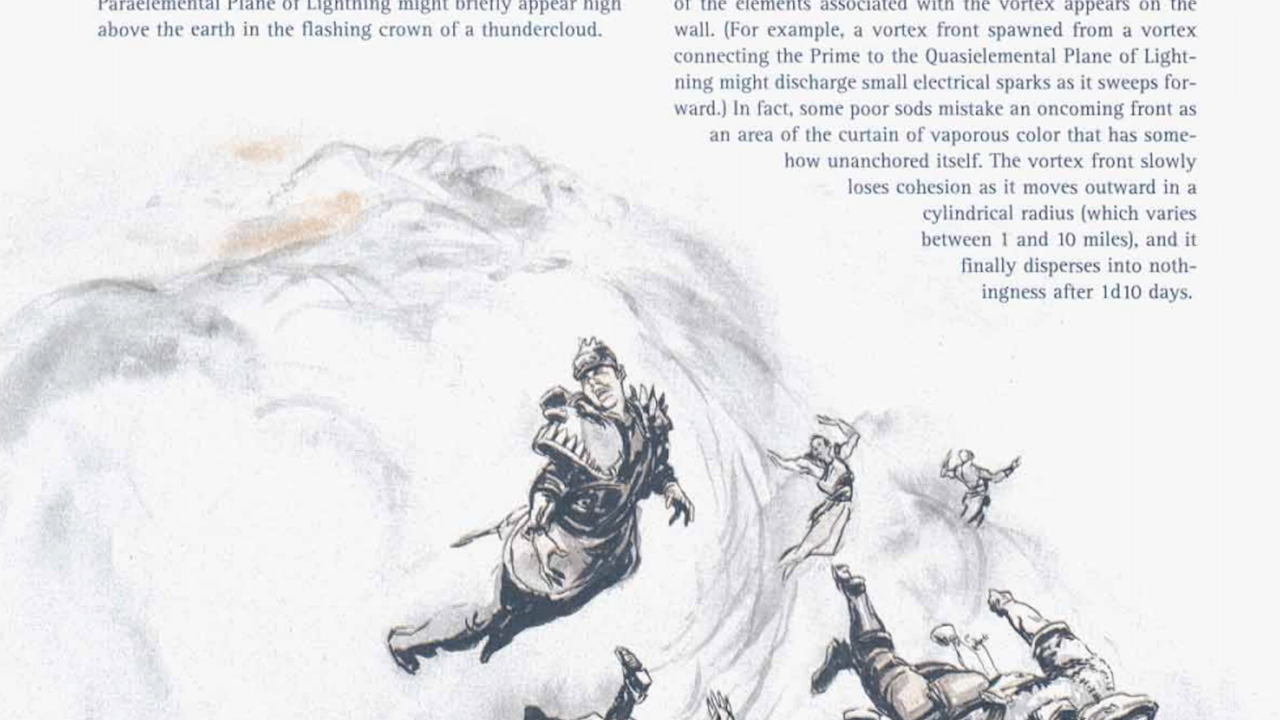 Paraelemental Plane of Lightning might briefly appear high
above the earth in the flashing crown of a thundercloud.
of the elements associated with the vortex appears on the
wall. (For example, a vortex front spawned from a vortex
connecting the Prime to the Quasielemental Plane of Light-
ning might discharge small electrical sparks as it sweeps for-
ward.) In fact, some poor sods mistake an oncoming front as
an area of the curtain of vaporous color that has some-
how unanchored itself. The vortex front slowly
loses cohesion as it moves outward in a
cylindrical radius (which varies
between 1 and 10 miles), and it
finally disperses into noth-
ingness after 1d10 days.